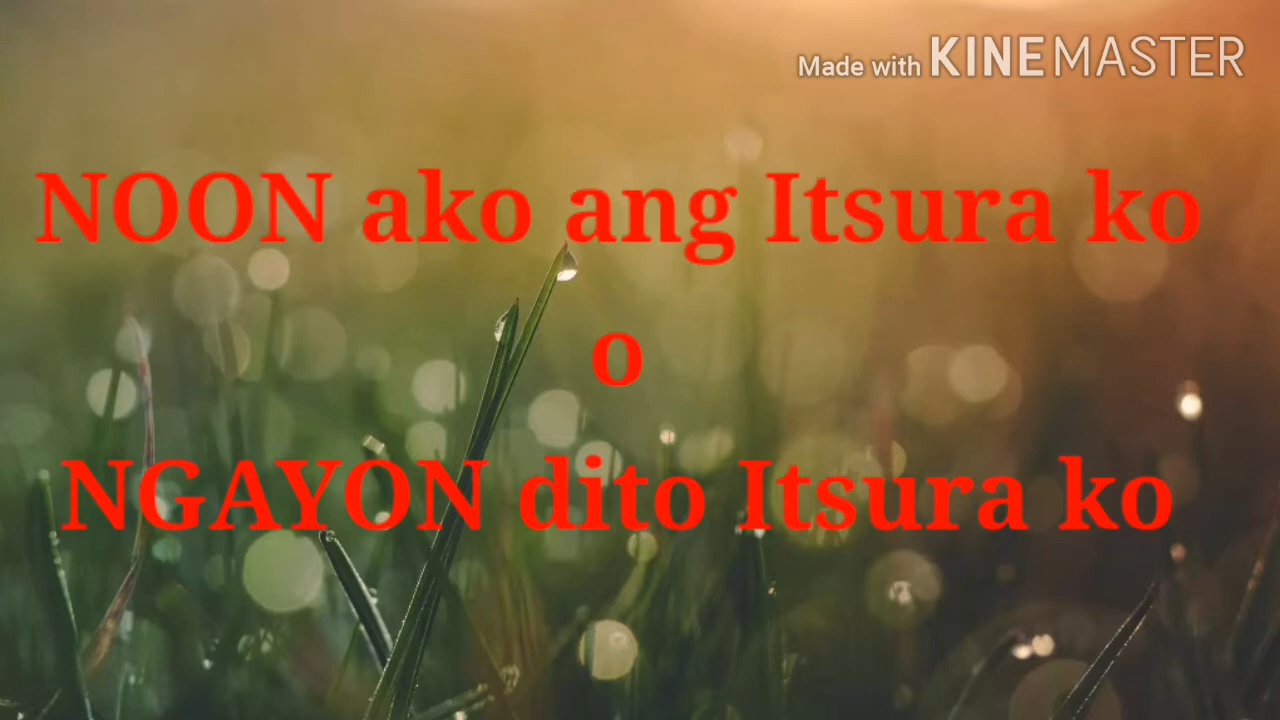 Made with KINEMASTER
NOON ako ang Itsura ko
o
NGAYON dito Itsura ko